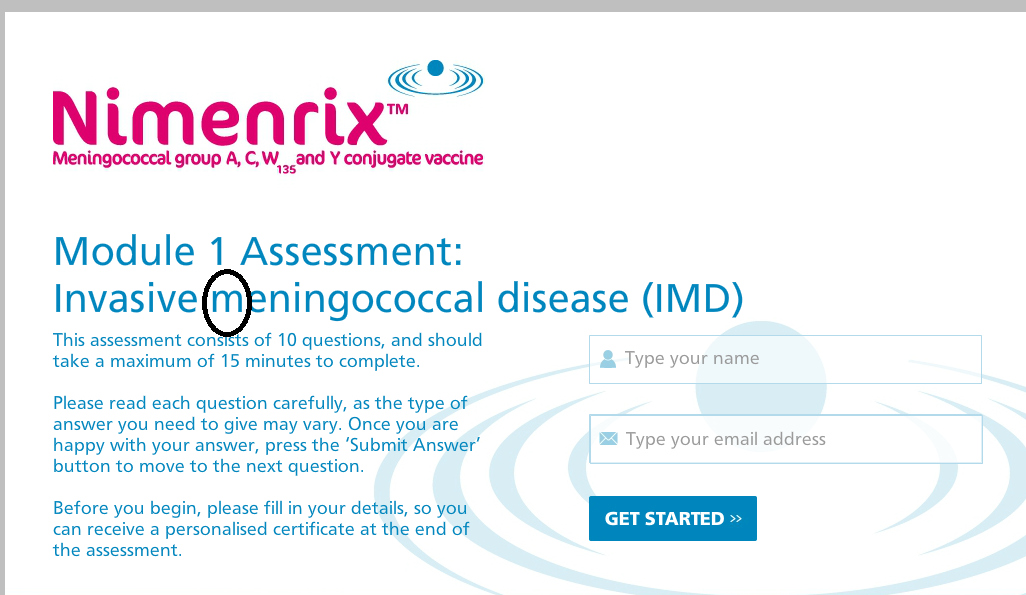 Nimenrix™
Meningococcal group A, C, W135 and Y conjugate vaccine
Module 1 Assessment:
Invasive meningococcal disease (IMD)
This assessment consists of 10 questions, and should
take a maximum of 15 minutes to complete.
Please read each question carefully, as the type of
answer you need to give may vary. Once you are
happy with your answer, press the ‘Submit Answer’
button to move to the next question.
Before you begin, please fill in your details, so you
can receive a personalised certificate at the end of
the assessment.
Type your name
Type your email address
GET STARTED >>